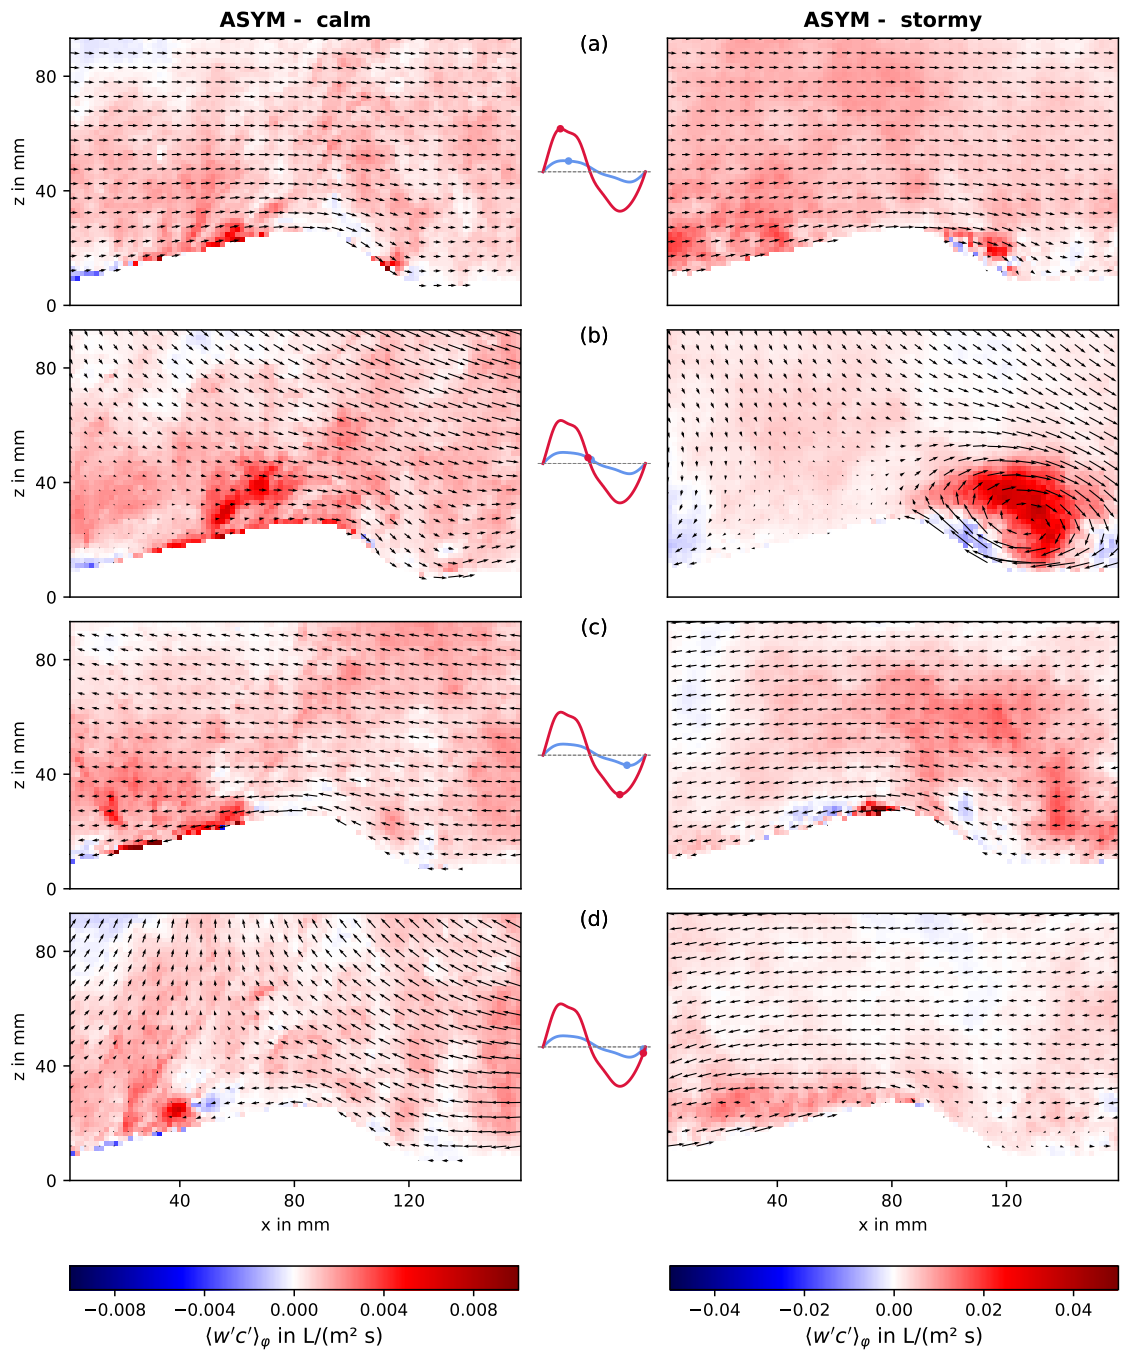 ASYM - calm
ASYM - stormy
(a)
80
40
0
z in mm
(b)
80
40
0
z in mm
(c)
80
40
0
z in mm
(d)
80
40
0
z in mm
40 80 120
x in mm
40 80 120
x in mm
−0.008 −0.004 0.000 0.004 0.008
⟨w′c′⟩φ in L/(m² s)
−0.04 −0.02 0.00 0.02 0.04
⟨w′c′⟩φ in L/(m² s)